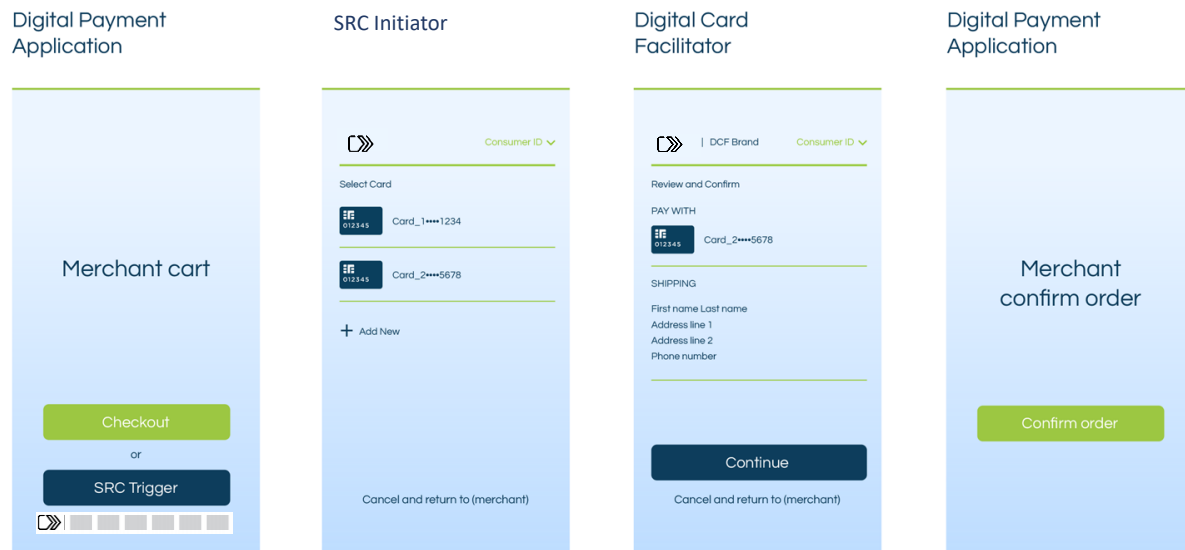 Digital Payment
Application
Merchant cart
Checkout
or
SRC Trigger
SRC Initiator
Consumer ID
Select Card
012345
Card_1••••1234
012345
Card_2••••5678
+ Add New
Cancel and return to (merchant)
Digital Card
Facilitator
| DCF Brand
Consumer ID
Review and Confirm
PAY WITH
012345
Card_2••••5678
SHIPPING
First name Last name
Address line 1
Address line 2
Phone number
Continue
Cancel and return to (merchant)
Digital Payment
Application
Merchant
confirm order
Confirm order